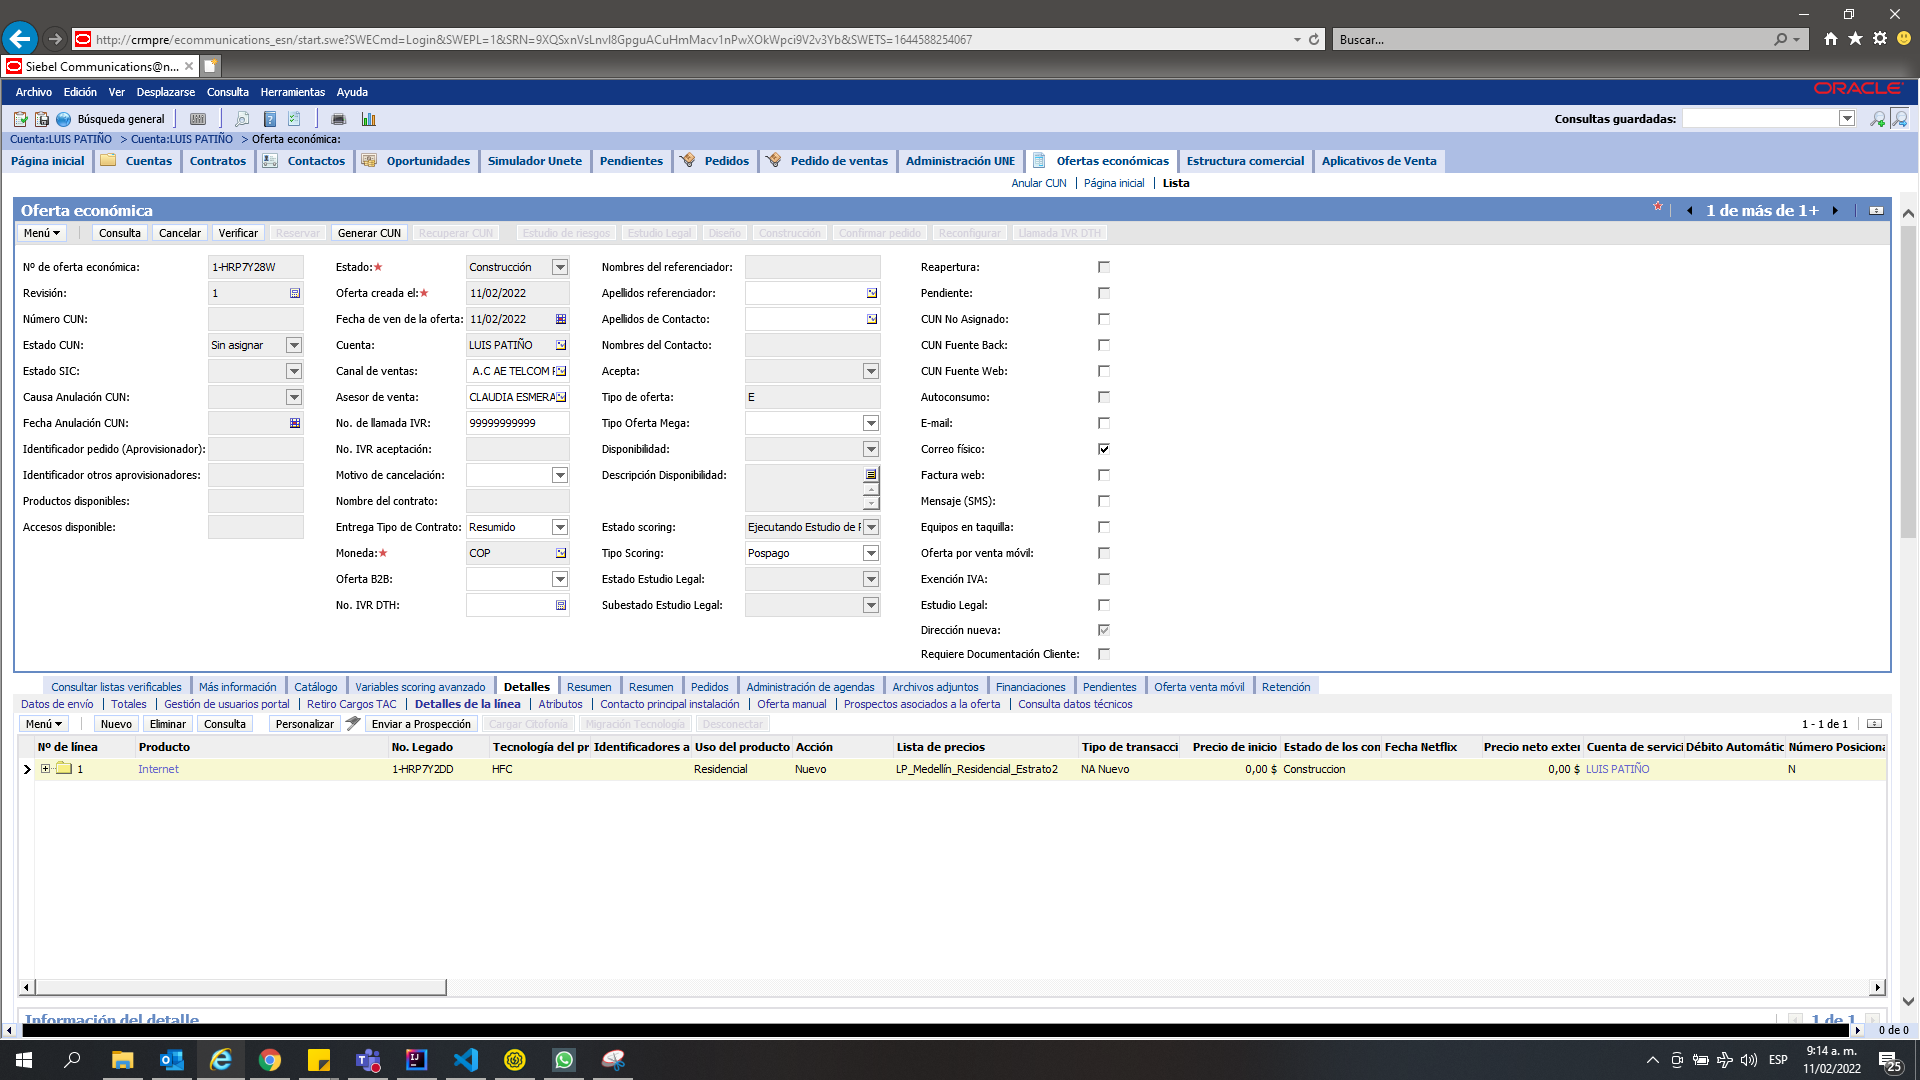 http://crmpre/ecommunications_esn/start.swe?SWECmd=Login&SWEPL=1&SRN=9XQSxnVsLnvI8GpguACuHmMacv1nPwXOkWpci9V2v3Yb&SWETS=1644588254067
Buscar...
Siebel Communications@n...
Archivo Edición Ver Desplazarse Consulta Herramientas Ayuda
ORACLE
Búsqueda general
Consultas guardadas:
Cuenta:LUIS PATIÑO > Cuenta:LUIS PATIÑO > Oferta económica:
Página inicial Cuentas Contratos Contactos Oportunidades Simulador Unete Pendientes Pedidos Pedido de ventas Administración UNE Ofertas económicas Estructura comercial Aplicativos de Venta
Anular CUN Página inicial Lista
Oferta económica
1 de más de 1+
Menú Consulta Cancelar Verificar Reservar Generar CUN Recuperar CUN Estudio de riesgos Estudio Legal Diseño Construcción Confirmar pedido Reconfigurar Llamada IVR DTH
Nº de oferta económica: 1-HRP7Y28W Estado: Construcción Nombres del referenciador: Reapertura:
Revisión: 1 Oferta creada el: 11/02/2022 Apellidos referenciador: Pendiente:
Número CUN: Fecha de ven de la oferta: 11/02/2022 Apellidos de Contacto: CUN No Asignado:
Estado CUN: Sin asignar Cuenta: LUIS PATIÑO Nombres del Contacto: CUN Fuente Back:
Estado SIC: Canal de ventas: A.C AE TELCOM Acepta: CUN Fuente Web:
Causa Anulación CUN: Asesor de venta: CLAUDIA ESMERA Tipo de oferta: E Autoconsumo:
Fecha Anulación CUN: No. de llamada IVR: 99999999999 Tipo Oferta Mega: E-mail:
Identificador pedido (Aprovisionador): No. IVR aceptación: Disponibilidad: Correo físico:
Identificador otros aprovisionadores: Motivo de cancelación: Descripción Disponibilidad: Factura web:
Productos disponibles: Nombre del contrato: Mensaje (SMS):
Accesos disponible: Entrega Tipo de Contrato: Resumido Estado scoring: Ejecutando Estudio de Equipos en taquilla:
Moneda: COP Tipo Scoring: Pospago Oferta por venta móvil:
Oferta B2B: Estado Estudio Legal: Exención IVA:
No. IVR DTH: Subestado Estudio Legal: Estudio Legal:
Dirección nueva:
Requiere Documentación Cliente:
Consultar listas verificables Más información Catálogo Variables scoring avanzado Detalles Resumen Resumen Pedidos Administración de agendas Archivos adjuntos Financiaciones Pendientes Oferta venta móvil Retención
Datos de envío Totales Gestión de usuarios portal Retiro Cargos TAC Detalles de la línea Atributos Contacto principal instalación Oferta manual Prospectos asociados a la oferta Consulta datos técnicos
Menú Nuevo Eliminar Consulta Personalizar Enviar a Prospección Cargar Citofonía Migración Tecnología Desconectar
1 - 1 de 1
Nº de línea Producto No. Legado Tecnología del pr Identificadores a Uso del producto Acción Lista de precios Tipo de transacci Precio de inicio Estado de los con Fecha Netflix Precio neto exter Cuenta de servici Débito Automátic Número Posiciona
1 Internet 1-HRP7Y2DD HFC Residencial Nuevo LP_Medellín_Residencial_Estrato2 NA Nuevo 0,00 $ Construccion 0,00 $ LUIS PATIÑO N
Información del detalle
1 de 1
0 de 0
ESP
9:14 a. m.
11/02/2022
25